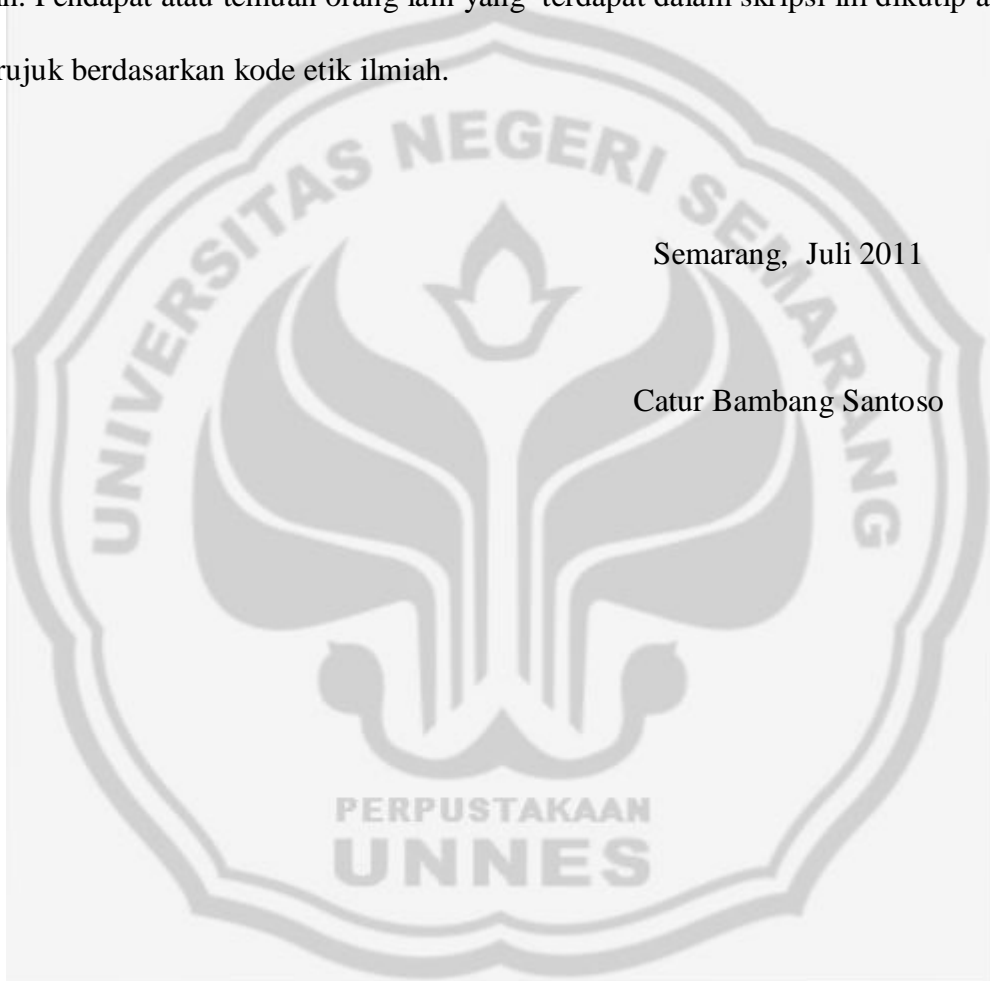 Pendapat atau temuan orang lain yang terdapat dalam skripsi ini dikutip
berdasarkan kode etik ilmiah.
UNIVERSITAS NEGERI SEMARANG
Semarang, Juli 2011
Catur Bambang Santoso
PERPUSTAKAAN
UNNES